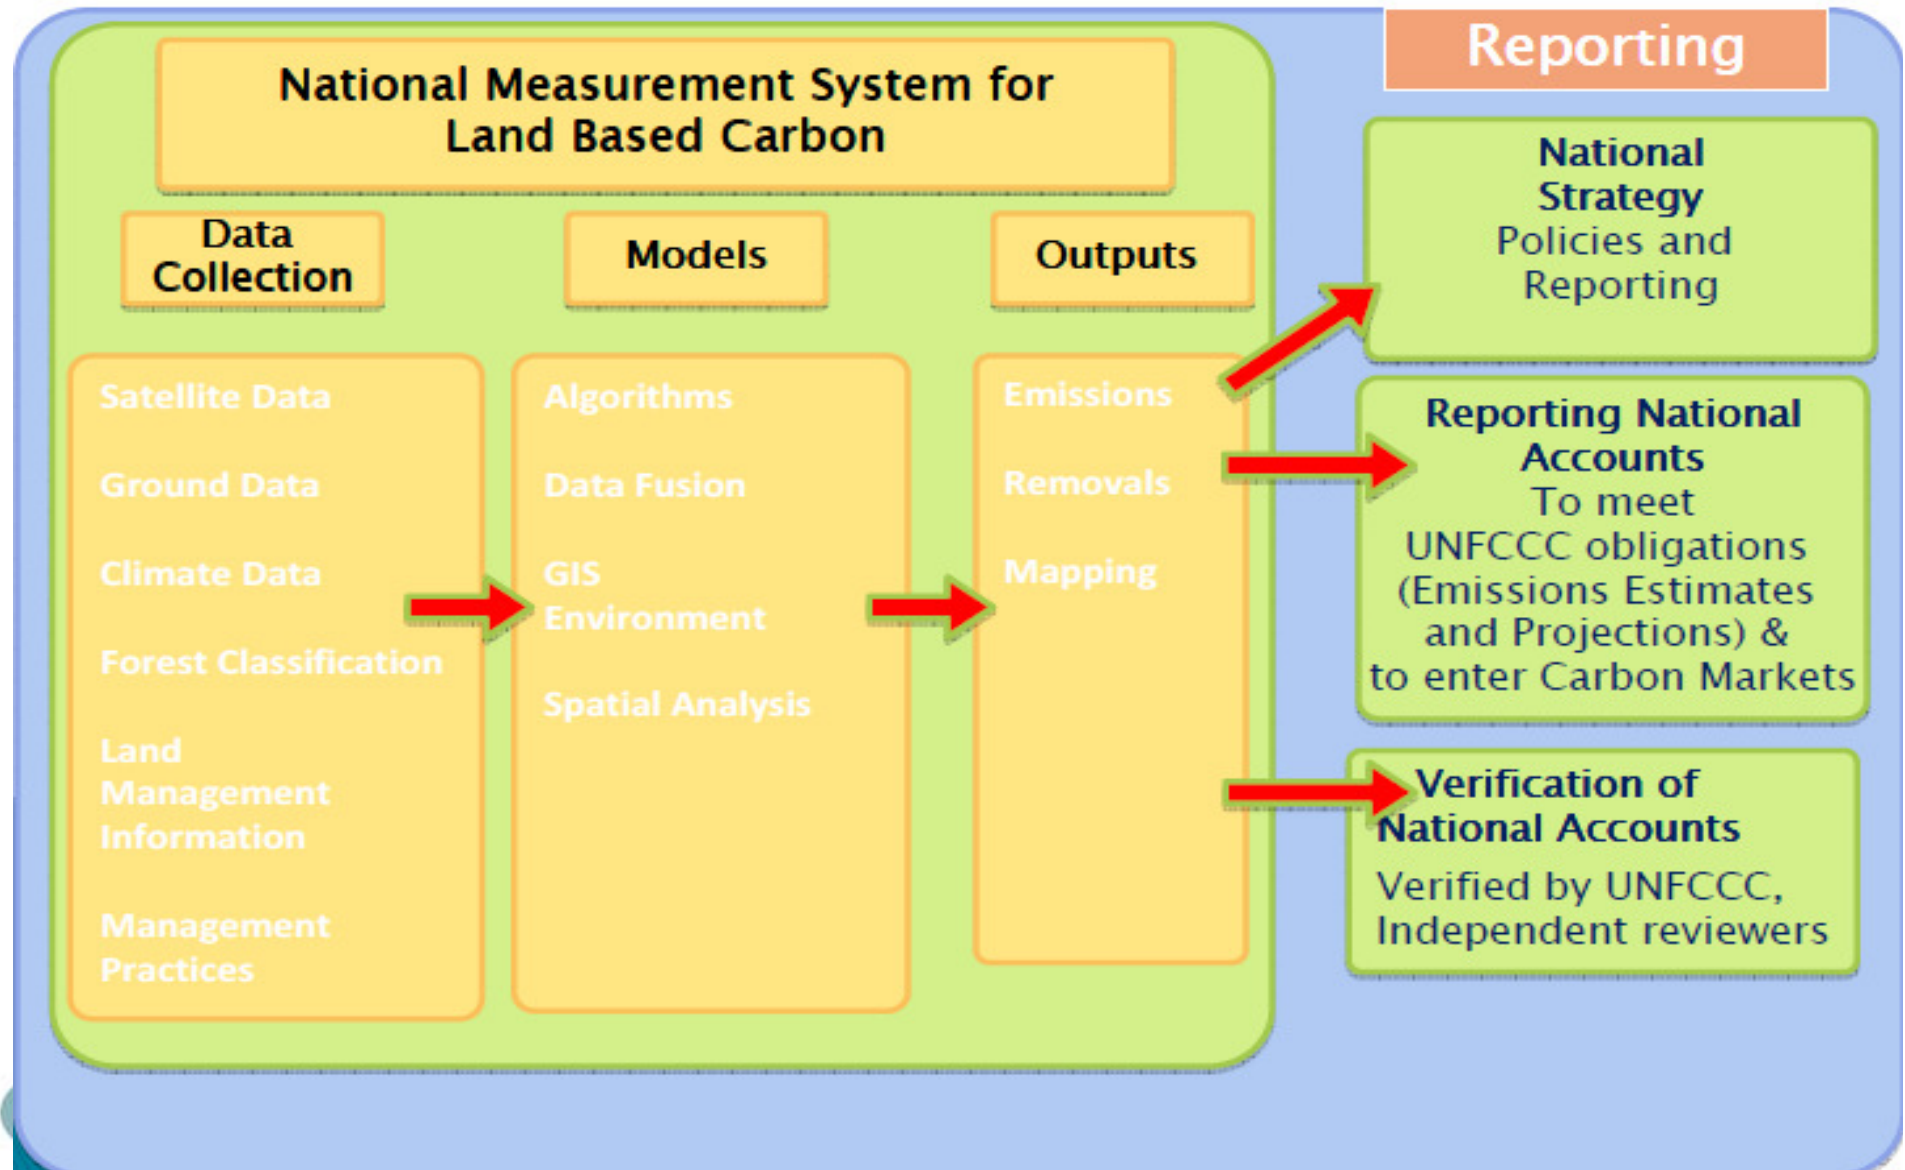 National Measurement System for
Land Based Carbon
Data
Collection
Satellite Data
Ground Data
Climate Data
Forest Classification
Land
Management
Information
Management
Practices
Models
Algorithms
Data Fusion
GIS
Environment
Spatial Analysis
Outputs
Emissions
Removals
Mapping
Reporting
National
Strategy
Policies and
Reporting
Reporting National
Accounts
To meet
UNFCCC obligations
(Emissions Estimates
and Projections) &
to enter Carbon Markets
Verification of
National Accounts
Verified by UNFCCC,
Independent reviewers